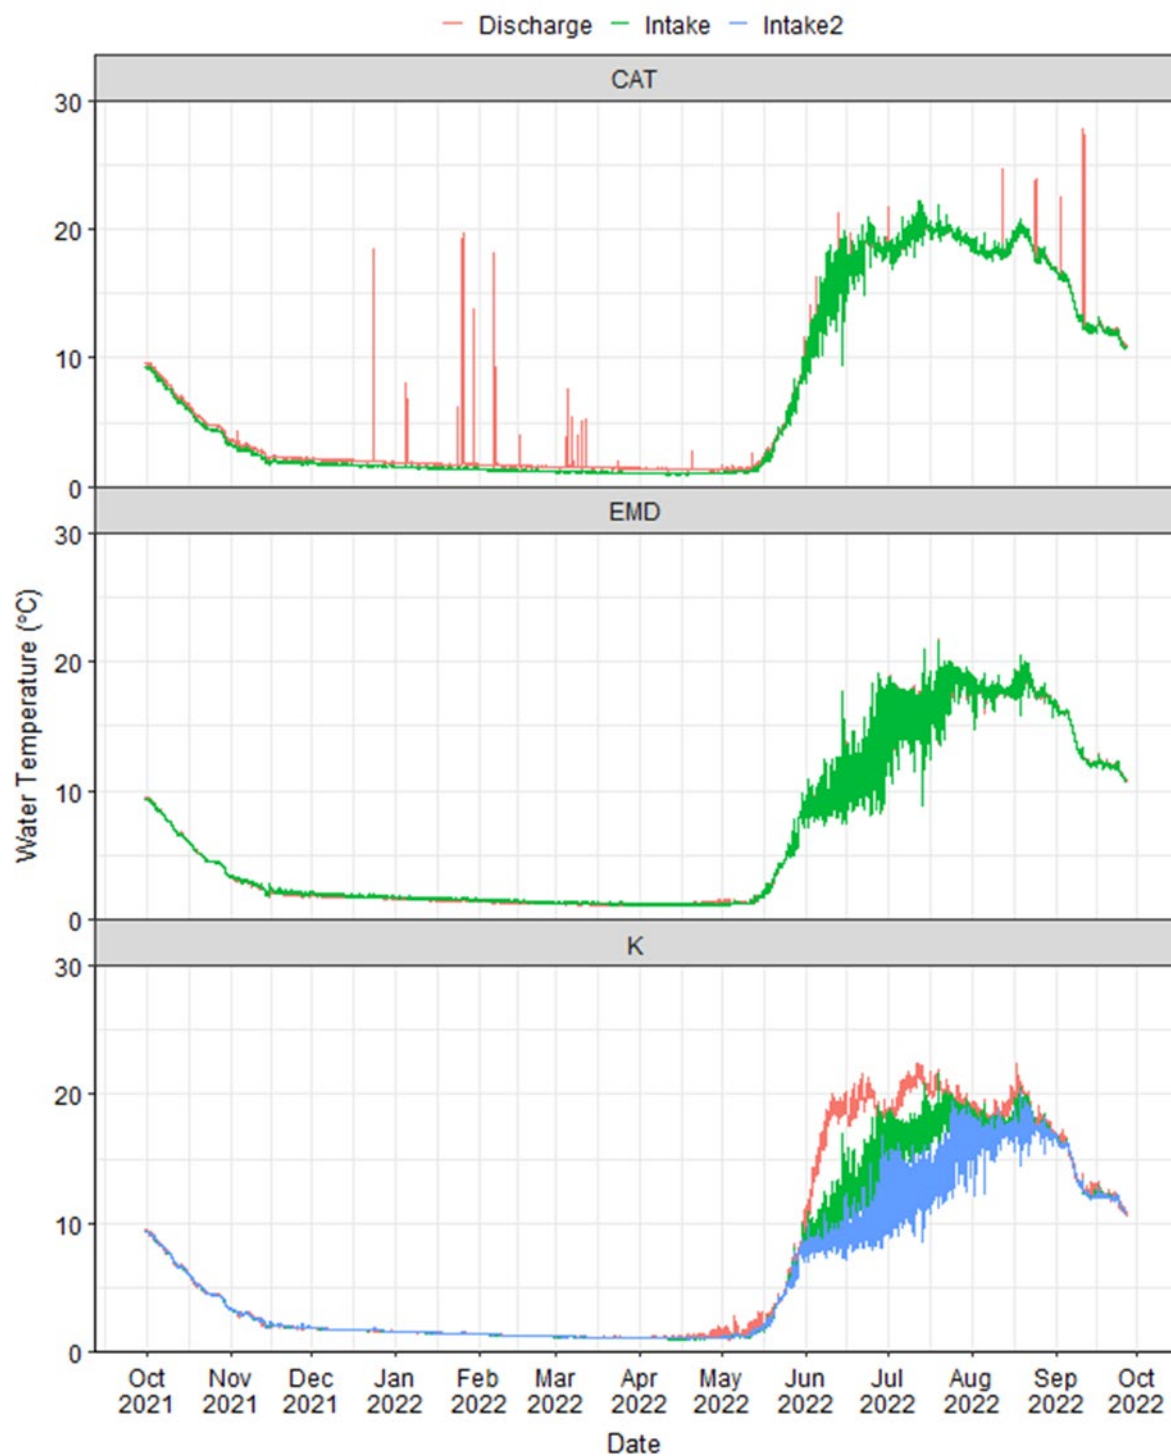 Discharge Intake Intake2
CAT
30
20
10
0
EMD
30
20
10
0
Water Temperature (°C)
K
30
20
10
0
Oct Nov Dec Jan Feb Mar Apr May Jun Jul Aug Sep Oct
2021 2021 2021 2022 2022 2022 2022 2022 2022 2022 2022 2022 2022
Date